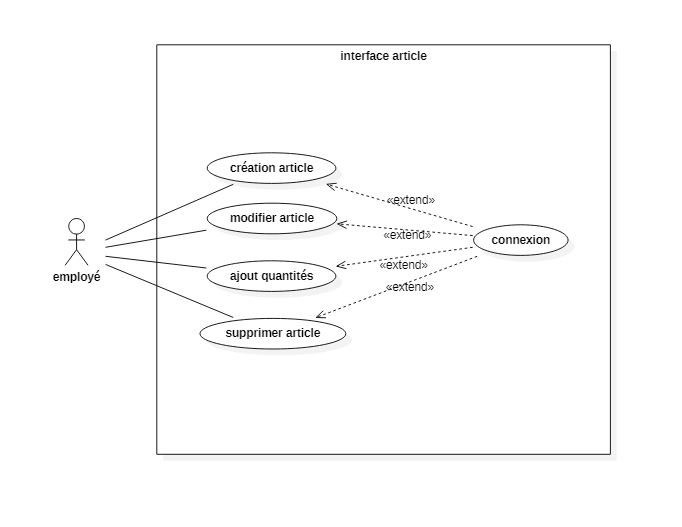 interface article
création article
«extend»
modifier article
«extend»
connexion
«extend»
ajout quantités
employé
«extend»
supprimer article